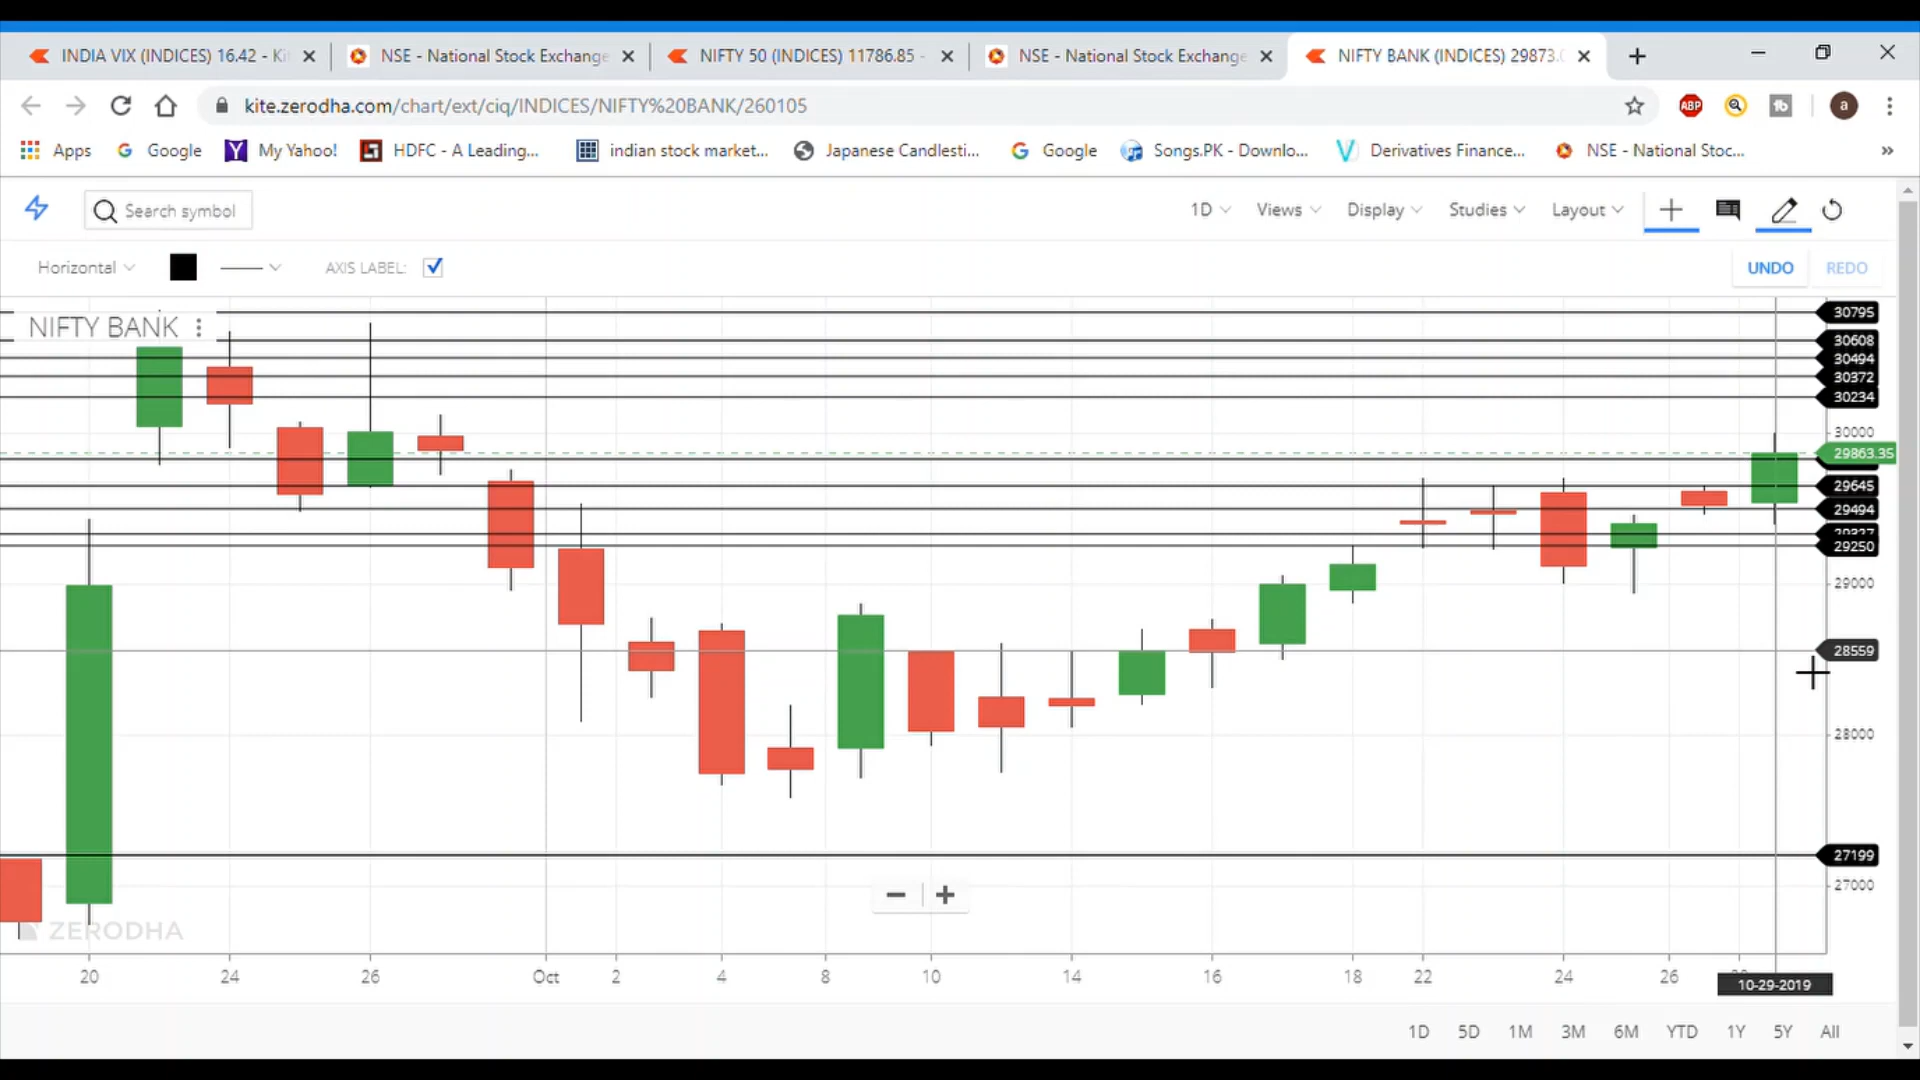 INDIA VIX (INDICES) 16.42 - Ki
NSE - National Stock Exchange
NIFTY 50 (INDICES) 11786.85 -
NSE - National Stock Exchange
NIFTY BANK (INDICES) 29873.
kite.zerodha.com/chart/ext/ciq/INDICES/NIFTY%20BANK/260105
ABP
tb
a
Apps
Google
My Yahoo!
HDFC - A Leading...
indian stock market...
Japanese Candlesti...
Google
Songs.PK - Downlo...
Derivatives Finance...
NSE - National Stoc...
»
Search symbol
1D
Views
Display
Studies
Layout
Horizontal
AXIS LABEL:
UNDO
REDO
NIFTY BANK
30795
30608
30494
30372
30234
30000
29863.35
29645
29494
29250
29000
28559
28000
27199
27000
ZERODHA
20 24 26 Oct 2 4 8 10 14 16 18 22 24 26
10-29-2019
1D 5D 1M 3M 6M YTD 1Y 5Y All